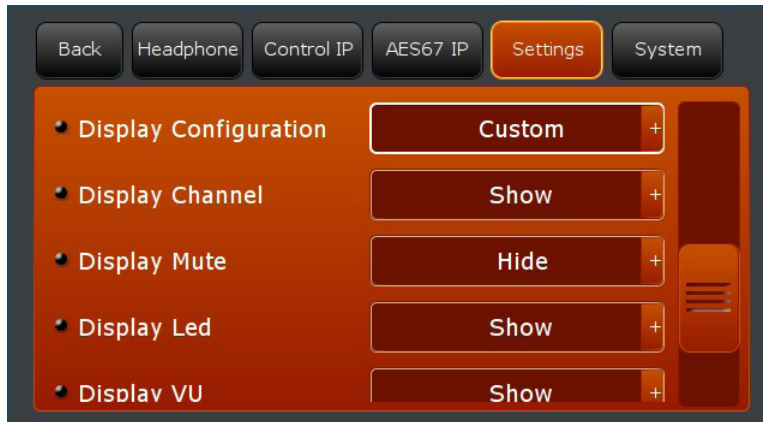 Back Headphone Control IP AES67 IP Settings System
Display Configuration Custom +
Display Channel Show +
Display Mute Hide +
Display Led Show +
Display VU Show +